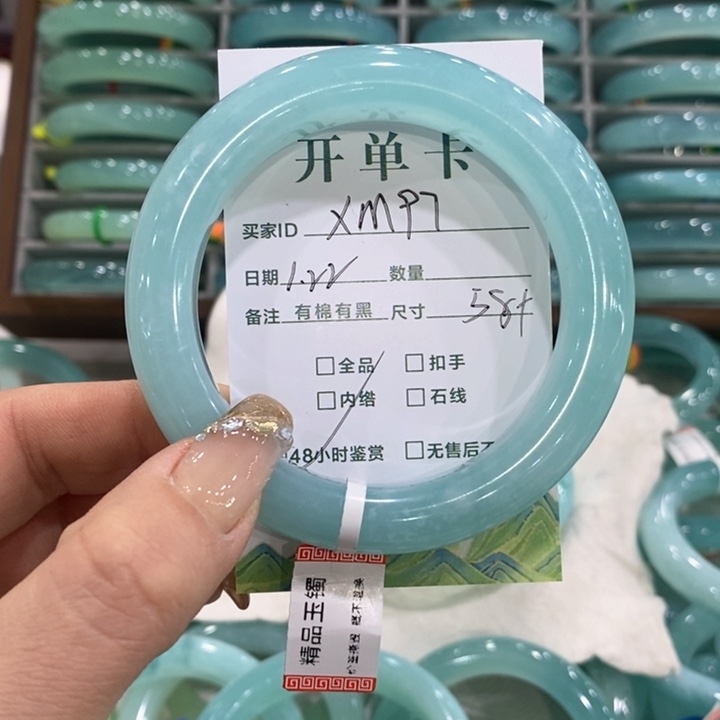 开单卡
买家ID XM97
日期 1.22 数量
备注 有棉有黑 尺寸 58+
全品 扣手
内绺 石线
48小时鉴赏 无售后
精品玉镯